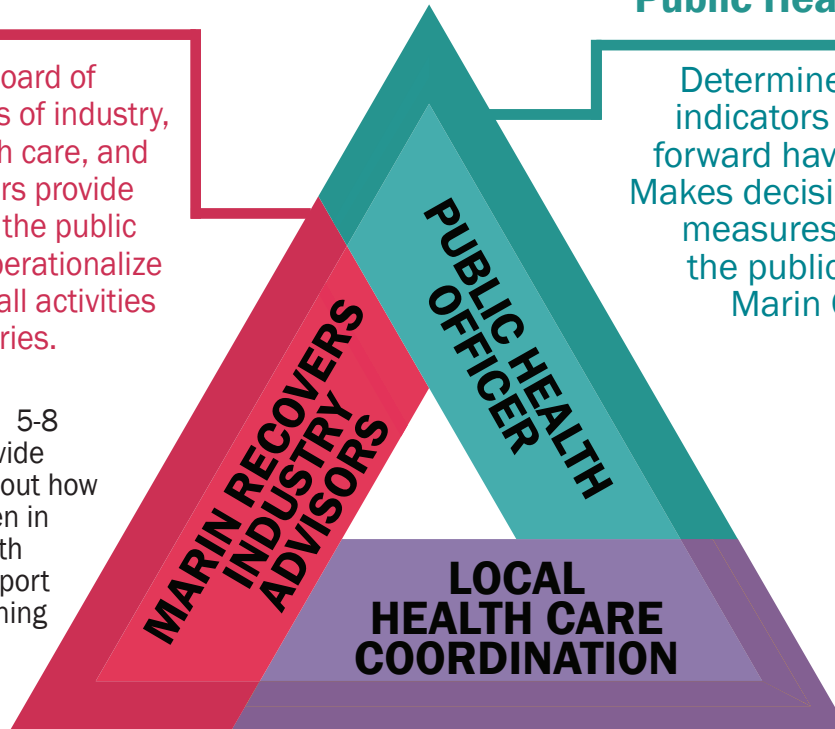 Public Hea
oard of
s of industry,
h care, and
rs provide
the public
perationalize
all activities
ries.
5-8
vide
out how
en in
th
port
ning
Determine
indicators
forward hav
Makes decisi
measures
the public
Marin
MARIN RECOVERS
INDUSTRY
ADVISORS
PUBLIC HEALTH
OFFICER
LOCAL
HEALTH CARE
COORDINATION